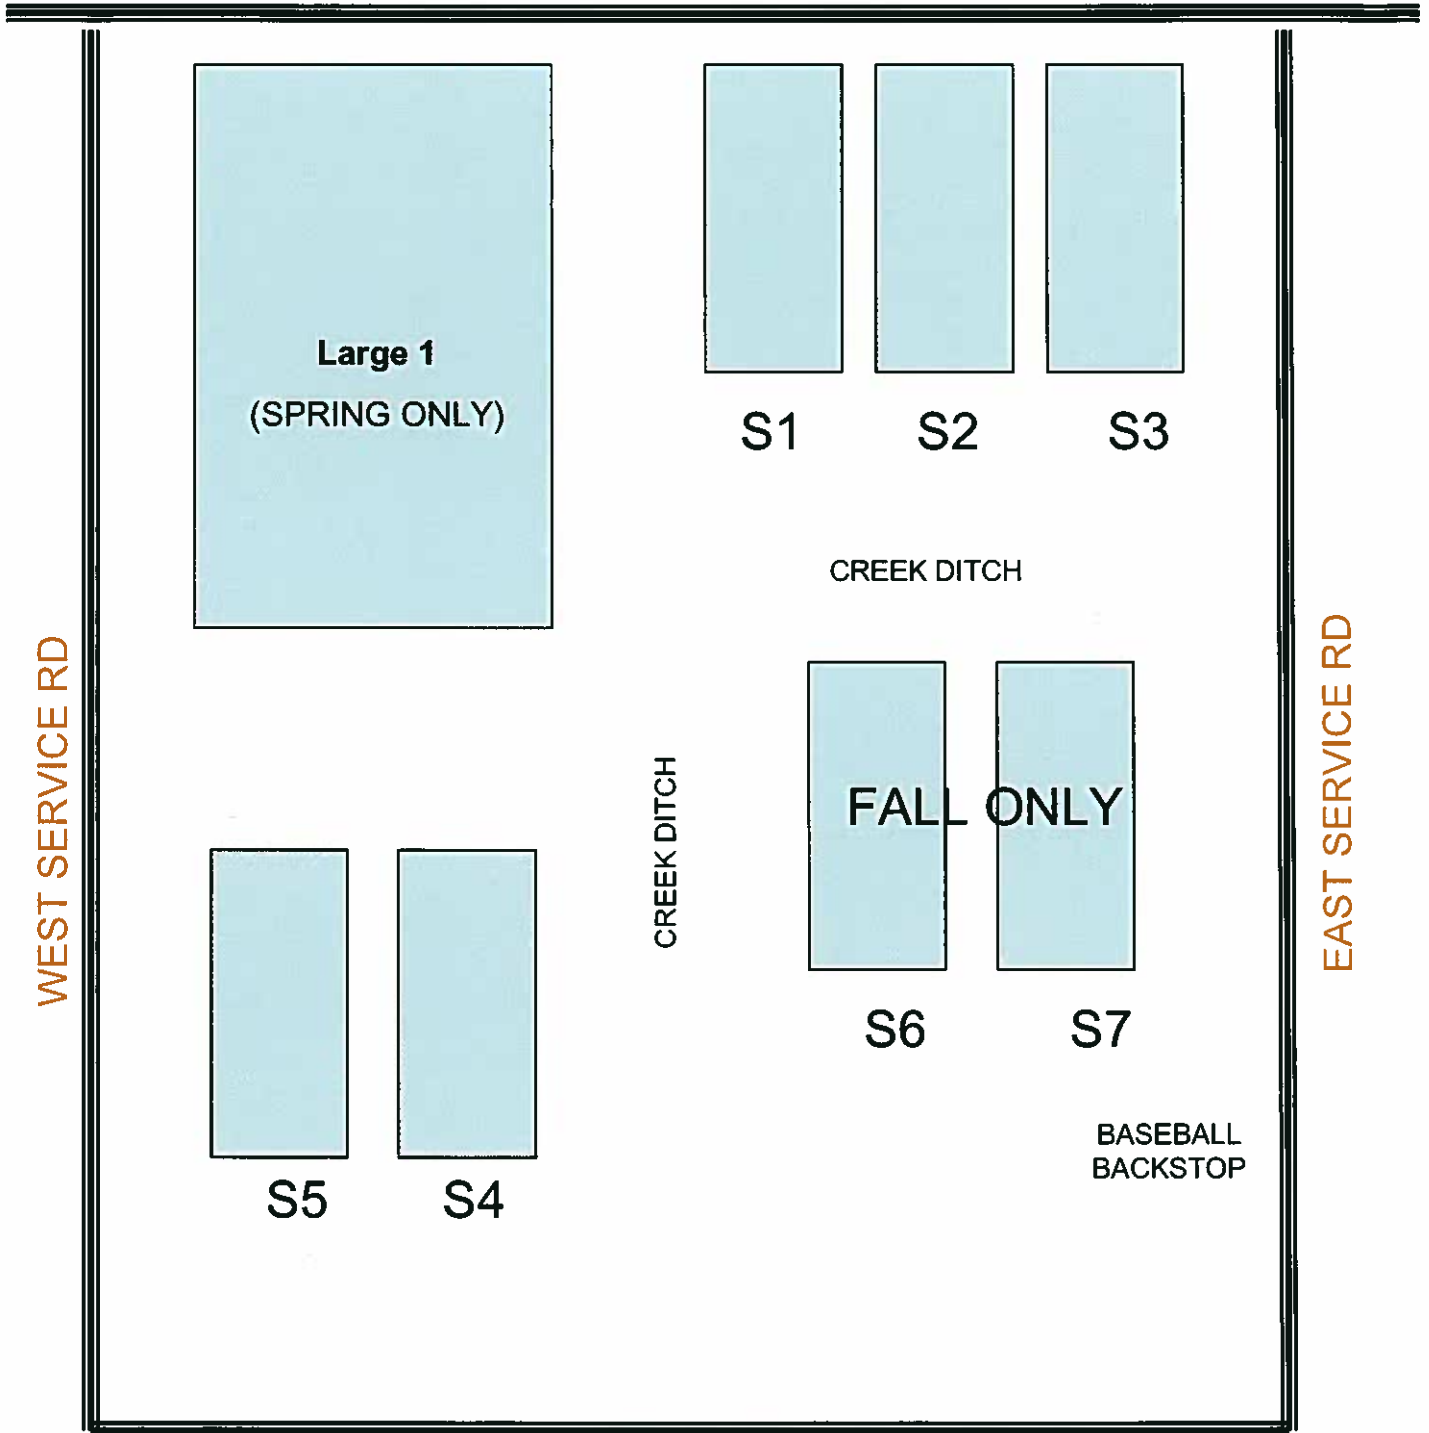 Large 1
(SPRING ONLY)
S1
S2
S3
CREEK DITCH
WEST SERVICE RD
CREEK DITCH
FALL ONLY
EAST SERVICE RD
S6
S7
BASEBALL
BACKSTOP
S5
S4